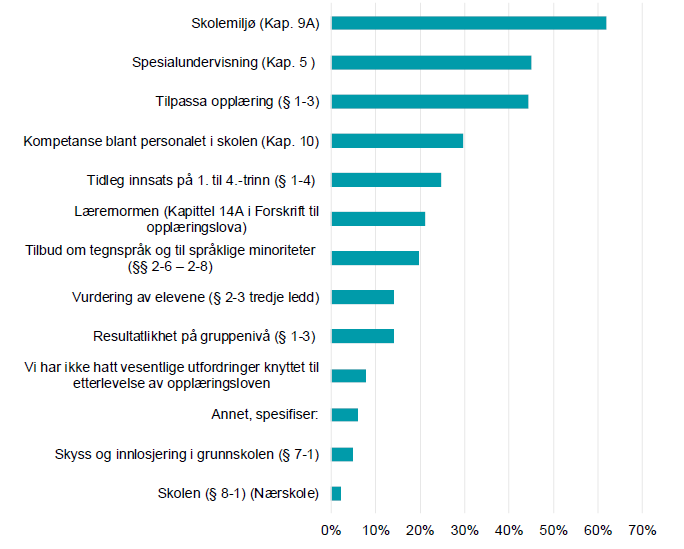 Skolemiljø (Kap. 9A)
Spesialundervisning (Kap. 5 )
Tilpassa opplæring (§ 1-3)
Kompetanse blant personalet i skolen (Kap. 10)
Tidleg innsats på 1. til 4.-trinn (§ 1-4)
Lærernormen (Kapittel 14A i Forskrift til
opplæringslova)
Tilbud om tegnspråk og til språklige minoriteter
(§§ 2-6 – 2-8)
Vurdering av elevene (§ 2-3 tredje ledd)
Resultatlikhet på gruppenivå (§ 1-3)
Vi har ikke hatt vesentlige utfordringer knyttet til
etterlevelse av opplæringsloven
Annet, spesifiser:
Skyss og innlosjering i grunnskolen (§ 7-1)
Skolen (§ 8-1) (Nærskole)
0% 10% 20% 30% 40% 50% 60% 70%